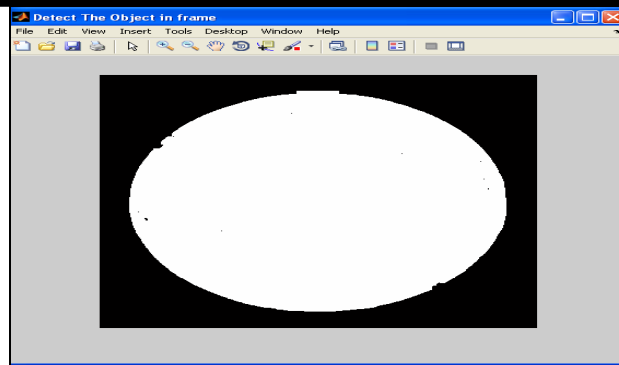 Detect The Object in frame
File Edit View Insert Tools Desktop Window Help